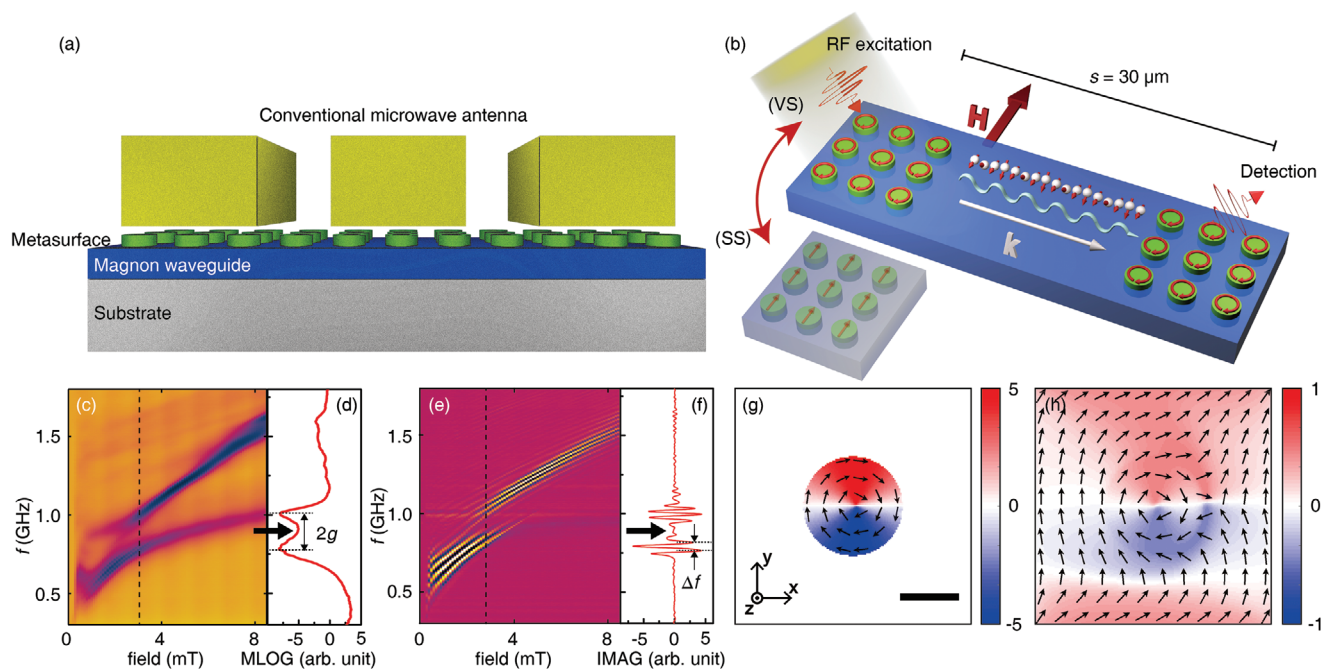 (a)
Conventional microwave antenna
Metasurface
Magnon waveguide
Substrate
(b)
RF excitation
(VS)
(SS)
H
s = 30 μm
k
Detection
(c)
(d)
1.5
1.0
0.5
f (GHz)
2g
0 4 8
-5 0 5
field (mT)
MLOG (arb. unit)
(e)
(f)
1.5
1.0
0.5
f (GHz)
Δf
0 4 8
-5 0 5
field (mT)
IMAG (arb. unit)
(g)
y
z x
5
0
-5
(h)
1
0
-1